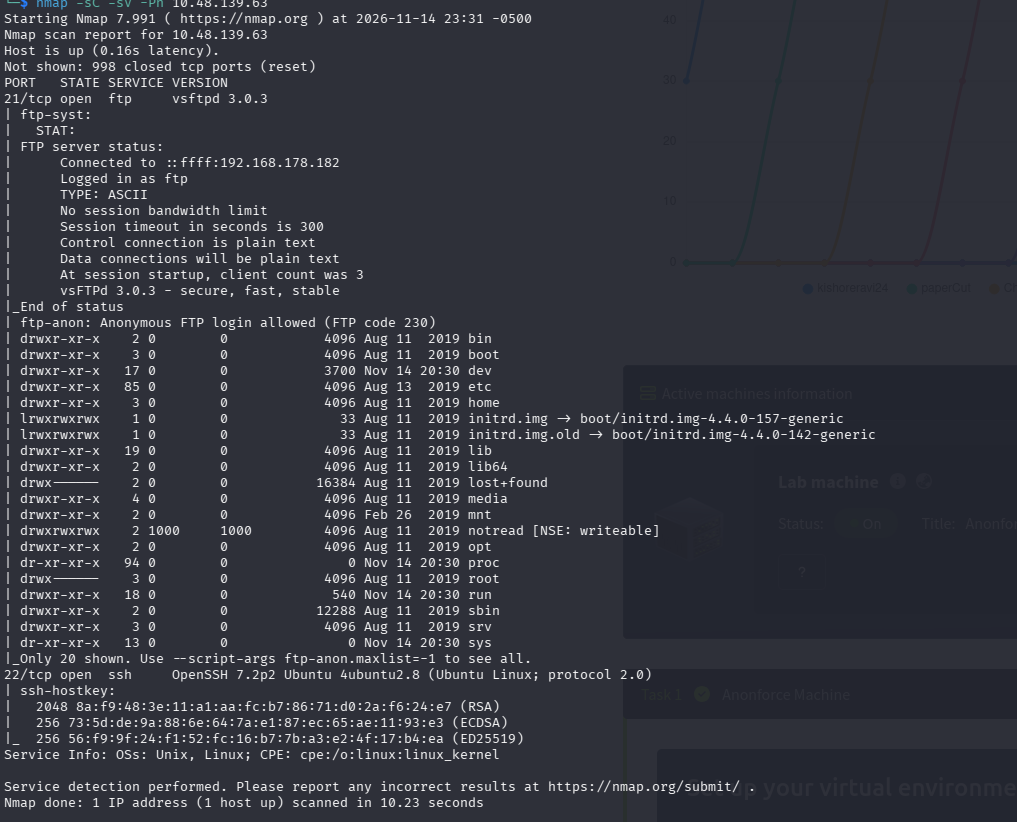 └─$ nmap -sC -sV -Pn 10.48.139.63
Starting Nmap 7.991 ( https://nmap.org ) at 2026-11-14 23:31 -0500
Nmap scan report for 10.48.139.63
Host is up (0.16s latency).
Not shown: 998 closed tcp ports (reset)
PORT   STATE SERVICE VERSION
21/tcp open  ftp     vsftpd 3.0.3
| ftp-syst:
|   STAT:
| FTP server status:
|      Connected to ::ffff:192.168.178.182
|      Logged in as ftp
|      TYPE: ASCII
|      No session bandwidth limit
|      Session timeout in seconds is 300
|      Control connection is plain text
|      Data connections will be plain text
|      At session startup, client count was 3
|      vsFTPd 3.0.3 - secure, fast, stable
|_End of status
| ftp-anon: Anonymous FTP login allowed (FTP code 230)
| drwxr-xr-x    2 0        0            4096 Aug 11  2019 bin
| drwxr-xr-x    3 0        0            4096 Aug 11  2019 boot
| drwxr-xr-x   17 0        0            3700 Nov 14 20:30 dev
| drwxr-xr-x   85 0        0            4096 Aug 13  2019 etc
| drwxr-xr-x    3 0        0            4096 Aug 11  2019 home
| lrwxrwxrwx    1 0        0              33 Aug 11  2019 initrd.img -> boot/initrd.img-4.4.0-157-generic
| lrwxrwxrwx    1 0        0              33 Aug 11  2019 initrd.img.old -> boot/initrd.img-4.4.0-142-generic
| drwxr-xr-x   19 0        0            4096 Aug 11  2019 lib
| drwxr-xr-x    2 0        0            4096 Aug 11  2019 lib64
| drwx------    2 0        0           16384 Aug 11  2019 lost+found
| drwxr-xr-x    4 0        0            4096 Aug 11  2019 media
| drwxr-xr-x    2 0        0            4096 Feb 26  2019 mnt
| drwxrwxrwx    2 1000     1000         4096 Aug 11  2019 notread [NSE: writeable]
| drwxr-xr-x    2 0        0            4096 Aug 11  2019 opt
| dr-xr-xr-x   94 0        0               0 Nov 14 20:30 proc
| drwx------    3 0        0            4096 Aug 11  2019 root
| drwxr-xr-x   18 0        0             540 Nov 14 20:30 run
| drwxr-xr-x    2 0        0           12288 Aug 11  2019 sbin
| drwxr-xr-x    3 0        0            4096 Aug 11  2019 srv
| dr-xr-xr-x   13 0        0               0 Nov 14 20:30 sys
|_Only 20 shown. Use --script-args ftp-anon.maxlist=-1 to see all.
22/tcp open  ssh     OpenSSH 7.2p2 Ubuntu 4ubuntu2.8 (Ubuntu Linux; protocol 2.0)
| ssh-hostkey:
|   2048 8a:f9:48:3e:11:a1:aa:fc:b7:86:71:d0:2a:f6:24:e7 (RSA)
|   256 73:5d:de:9a:88:6e:64:7a:e1:87:ec:65:ae:11:93:e3 (ECDSA)
|_  256 56:f9:9f:24:f1:52:fc:16:b7:7b:a3:e2:4f:17:b4:ea (ED25519)
Service Info: OSs: Unix, Linux; CPE: cpe:/o:linux:linux_kernel
Service detection performed. Please report any incorrect results at https://nmap.org/submit/ .
Nmap done: 1 IP address (1 host up) scanned in 10.23 seconds
40
30
20
10
0
Active machines information
Lab machine
Status: On Title: Anonfor
?
Task 1 Anonforce Machine
up your virtual environme